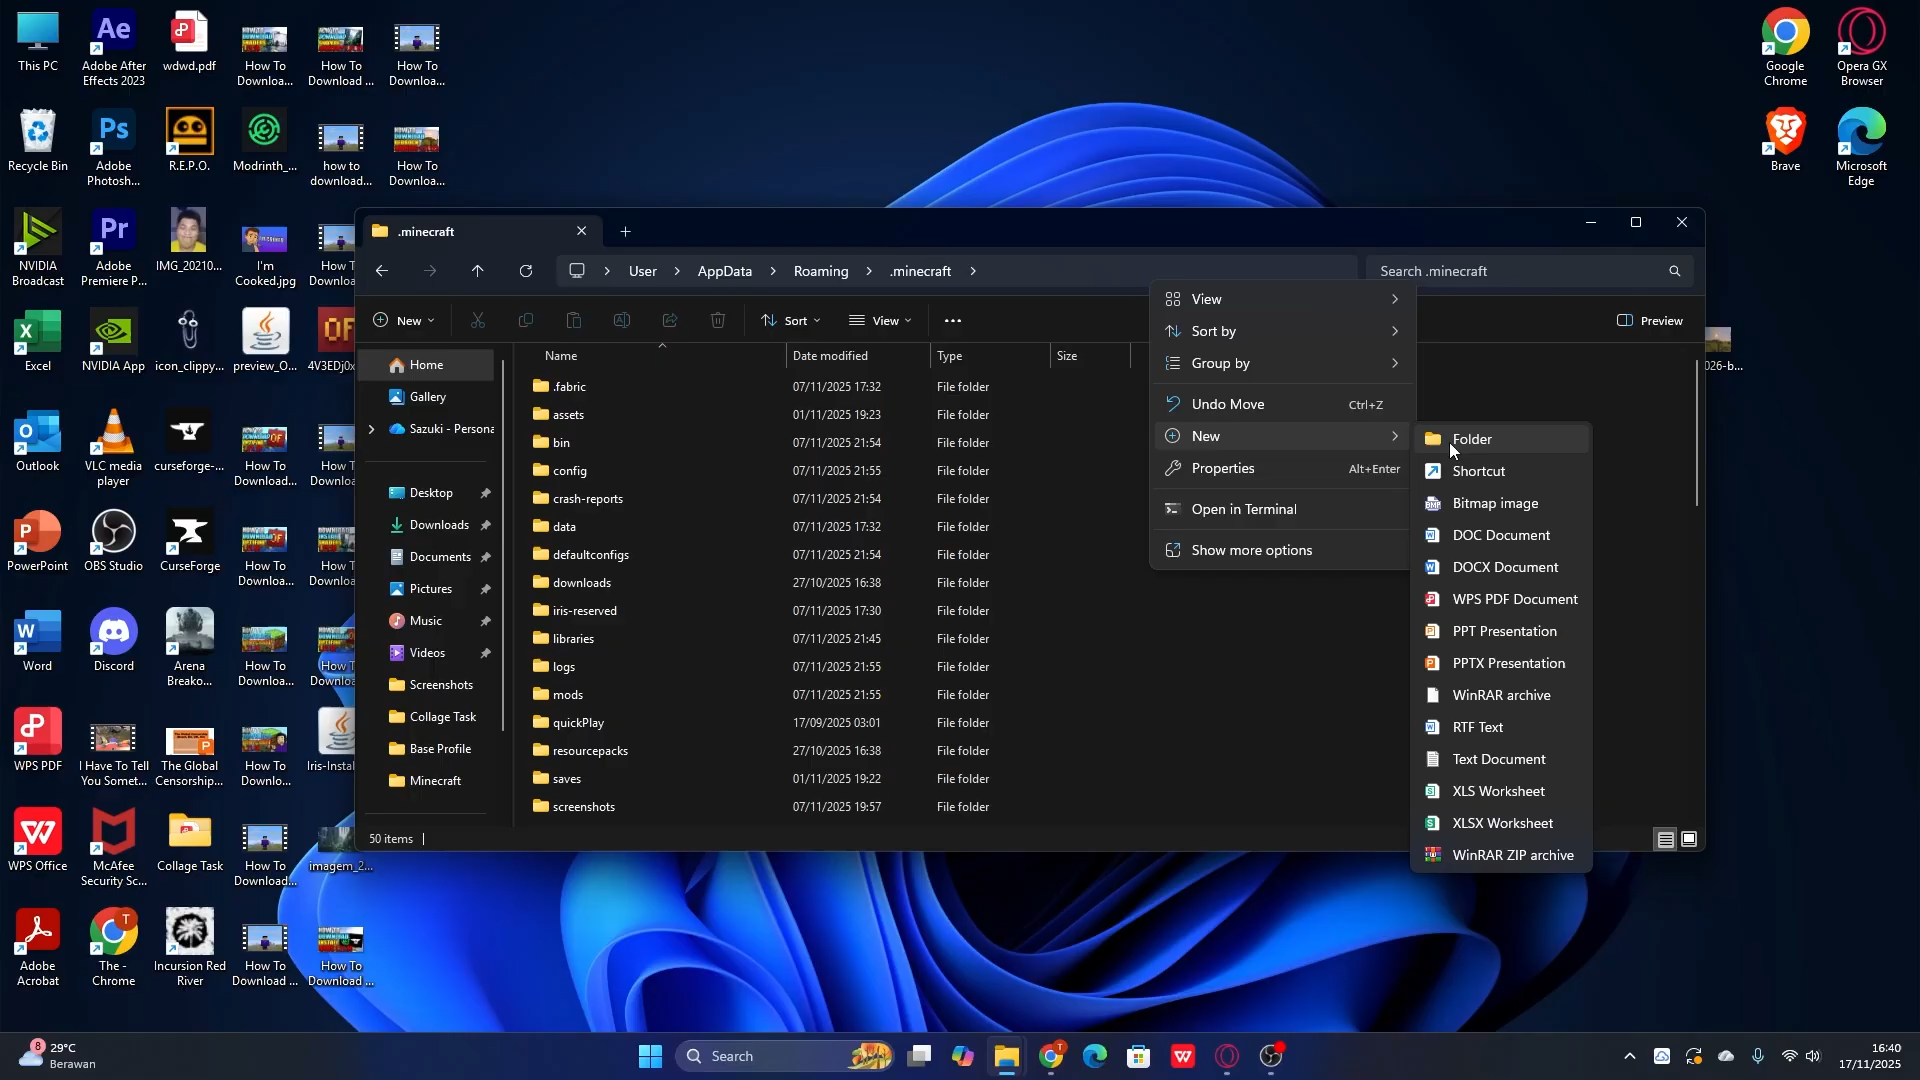 This PC
Adobe After
Effects 2023
wdwd.pdf
How To
Downloa...
How To
Download ...
How To
Downloa...
Google
Chrome
Opera GX
Browser
Recycle Bin
Adobe
Photosh...
R.E.P.O.
Modrinth_...
how to
download...
How To
Downloa...
Brave
Microsoft
Edge
NVIDIA
Broadcast
Adobe
Premiere P...
IMG_20210...
I'm
Cooked.jpg
How T
Downloa
Excel
NVIDIA App
icon_clippy...
preview_O...
4V3EDj0x
026-b...
Outlook
VLC media
player
curseforge-...
How To
Download...
How T
Downloa
PowerPoint
OBS Studio
CurseForge
How To
Downloa...
How T
Downloa
Word
Discord
Arena
Breako...
How To
Downloa...
How T
Downloa
WPS PDF
I Have To Tell
You Somet...
The Global
Censorship...
How To
Downlo...
Iris-Instal
WPS Office
McAfee
Security Sc...
Collage Task
How To
Download...
imagem_2...
Adobe
Acrobat
The -
Chrome
Incursion Red
River
How To
Download ...
How To
Download ...
.minecraft
User
AppData
Roaming
.minecraft
Search .minecraft
New
Sort
View
Preview
Home
Gallery
Sazuki - Persona
Desktop
Downloads
Documents
Pictures
Music
Videos
Screenshots
Collage Task
Base Profile
Minecraft
Name
Date modified
Type
Size
.fabric 07/11/2025 17:32 File folder
assets 01/11/2025 19:23 File folder
bin 07/11/2025 21:54 File folder
config 07/11/2025 21:55 File folder
crash-reports 07/11/2025 21:54 File folder
data 07/11/2025 17:32 File folder
defaultconfigs 07/11/2025 21:54 File folder
downloads 27/10/2025 16:38 File folder
iris-reserved 07/11/2025 17:30 File folder
libraries 07/11/2025 21:45 File folder
logs 07/11/2025 21:55 File folder
mods 07/11/2025 21:55 File folder
quickPlay 17/09/2025 03:01 File folder
resourcepacks 27/10/2025 16:38 File folder
saves 01/11/2025 19:22 File folder
screenshots 07/11/2025 19:57 File folder
50 items
View
Sort by
Group by
Undo Move Ctrl+Z
New
Properties Alt+Enter
Open in Terminal
Show more options
Folder
Shortcut
Bitmap image
DOC Document
DOCX Document
WPS PDF Document
PPT Presentation
PPTX Presentation
WinRAR archive
RTF Text
Text Document
XLS Worksheet
XLSX Worksheet
WinRAR ZIP archive
8
29°C
Berawan
Search
16:40
17/11/2025